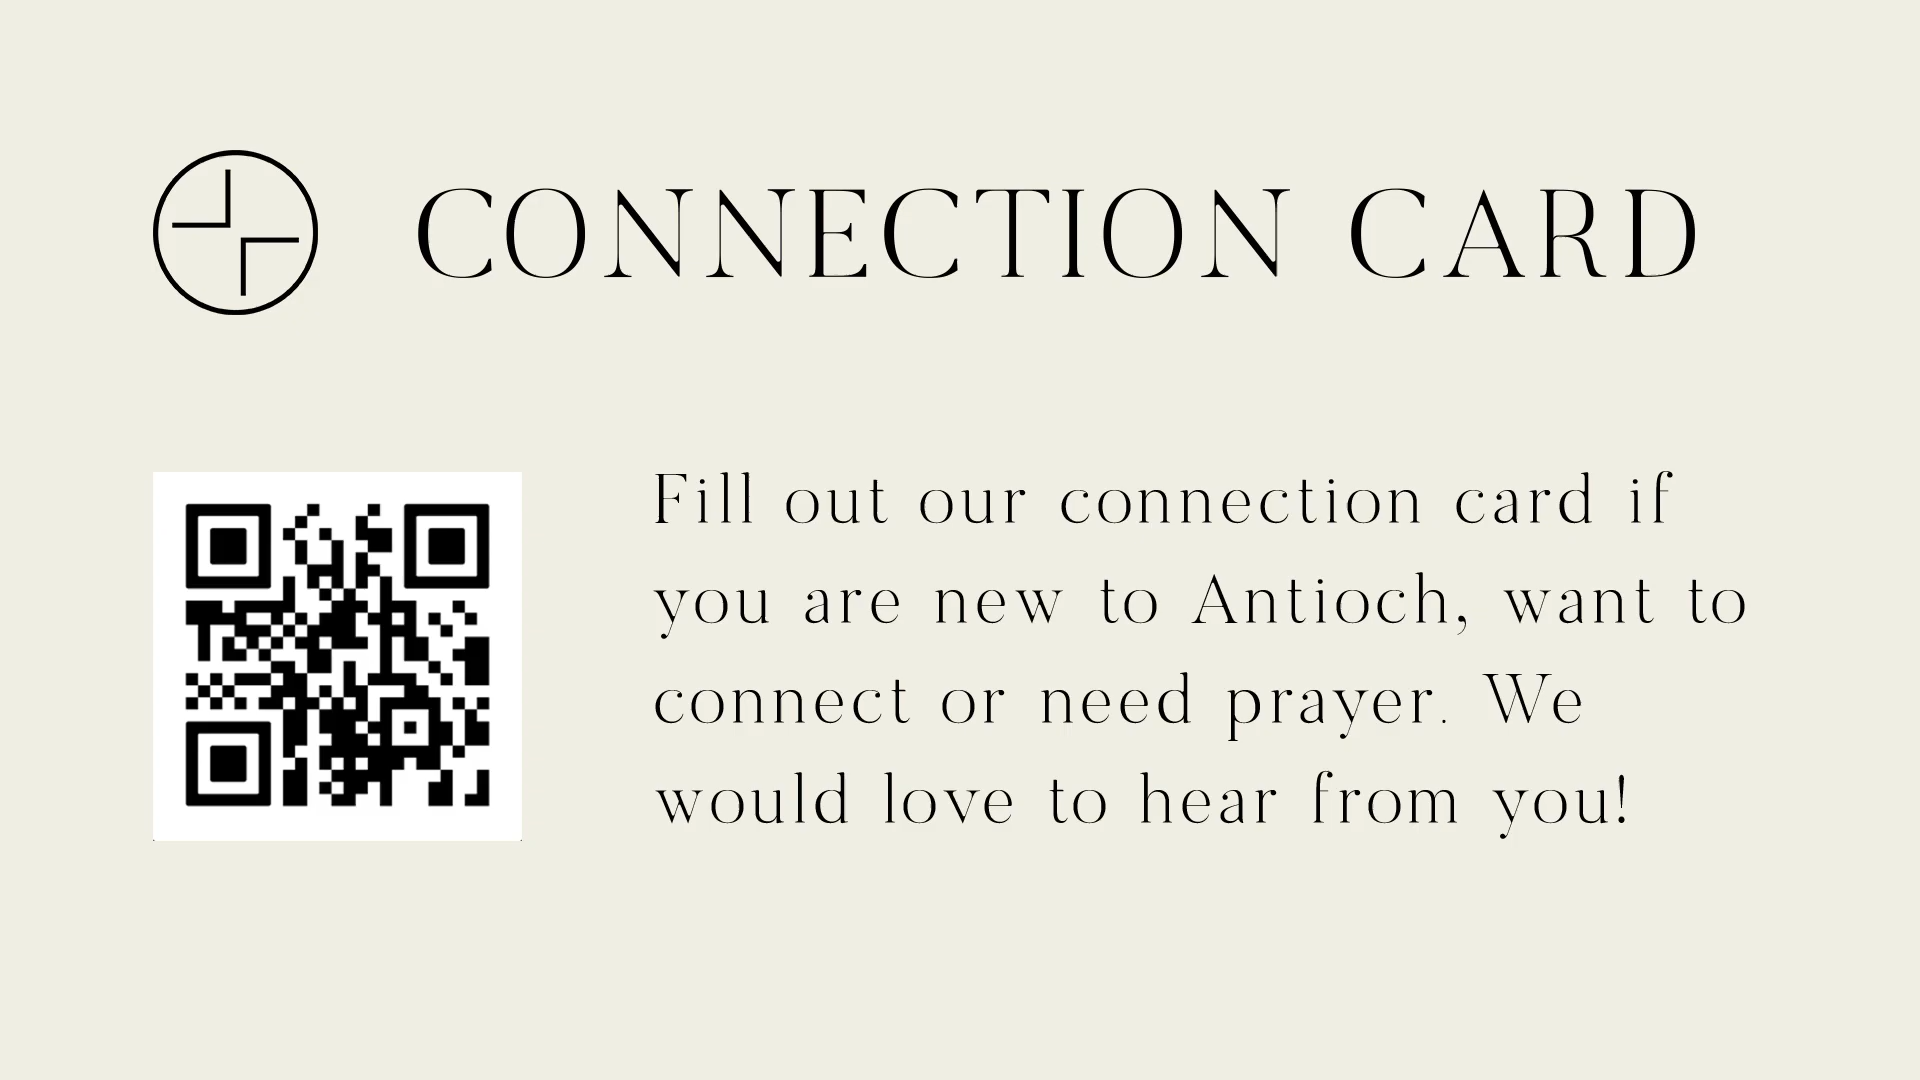 CONNECTION CARD
Fill out our connection card if
you are new to Antioch, want to
connect or need prayer. We
would love to hear from you!